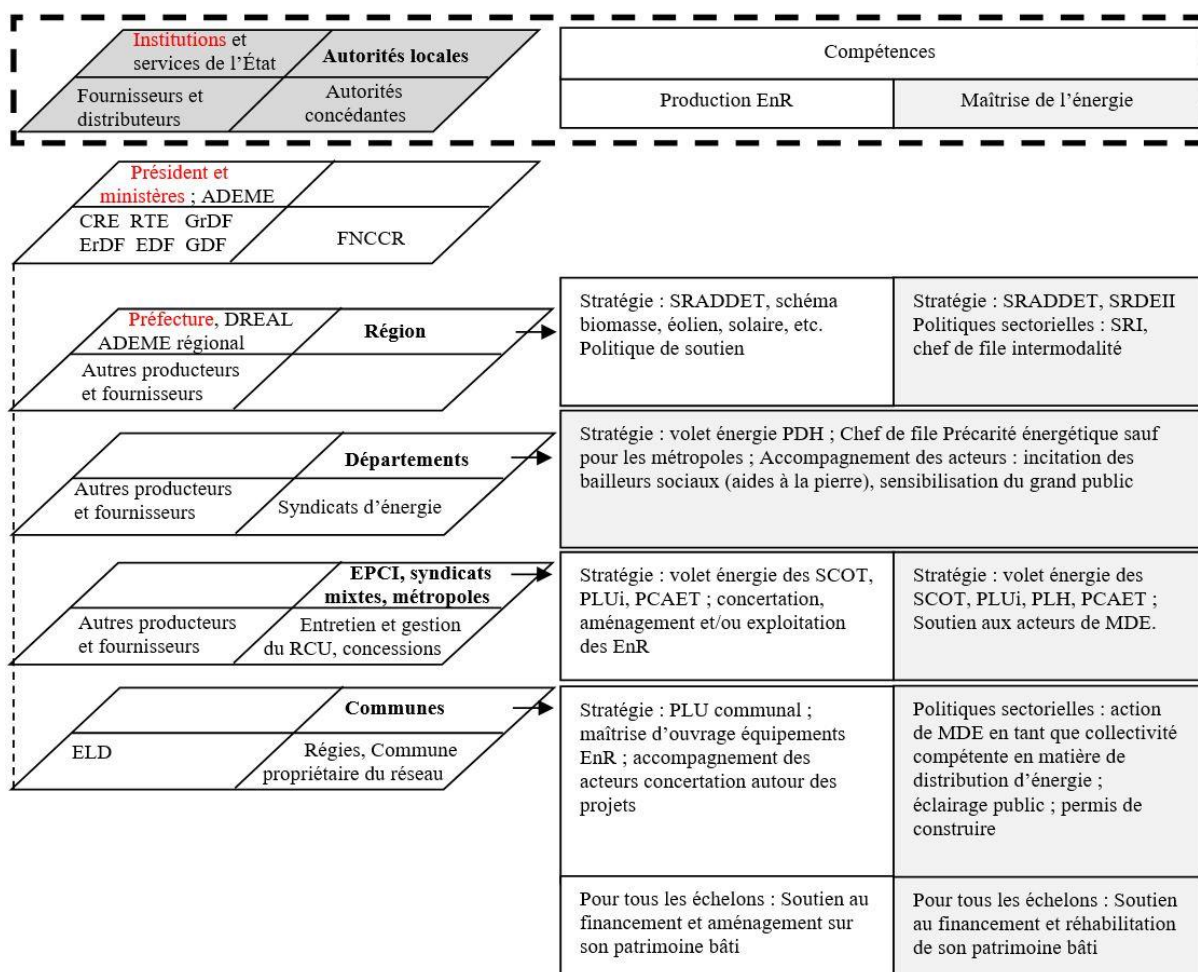 Institutions et
services de l’État
Autorités locales
Fournisseurs et
distributeurs
Autorités
concédantes
Compétences
Production EnR
Maîtrise de l’énergie
Président et
ministères ; ADEME
CRE RTE GrDF
ErDF EDF GDF
FNCCR
Préfecture, DREAL
ADEME régional
Région
Autres producteurs
et fournisseurs
Stratégie : SRADDET, schéma
biomasse, éolien, solaire, etc.
Politique de soutien
Stratégie : SRADDET, SRDEII
Politiques sectorielles : SRI,
chef de file intermodalité
Départements
Autres producteurs
et fournisseurs
Syndicats d’énergie
Stratégie : volet énergie PDH ; Chef de file Précarité énergétique sauf
pour les métropoles ; Accompagnement des acteurs : incitation des
bailleurs sociaux (aides à la pierre), sensibilisation du grand public
EPCI, syndicats
mixtes, métropoles
Autres producteurs
et fournisseurs
Entretien et gestion
du RCU, concessions
Stratégie : volet énergie des SCOT,
PLUi, PCAET ; concertation,
aménagement et/ou exploitation
des EnR
Stratégie : volet énergie des
SCOT, PLUi, PLH, PCAET ;
Soutien aux acteurs de MDE.
Communes
ELD
Régies, Commune
propriétaire du réseau
Stratégie : PLU communal ;
maîtrise d’ouvrage équipements
EnR ; accompagnement des
acteurs concertation autour des
projets
Politiques sectorielles : action
de MDE en tant que collectivité
compétente en matière de
distribution d’énergie ;
éclairage public ; permis de
construire
Pour tous les échelons : Soutien au
financement et aménagement sur
son patrimoine bâti
Pour tous les échelons : Soutien
au financement et réhabilitation
de son patrimoine bâti